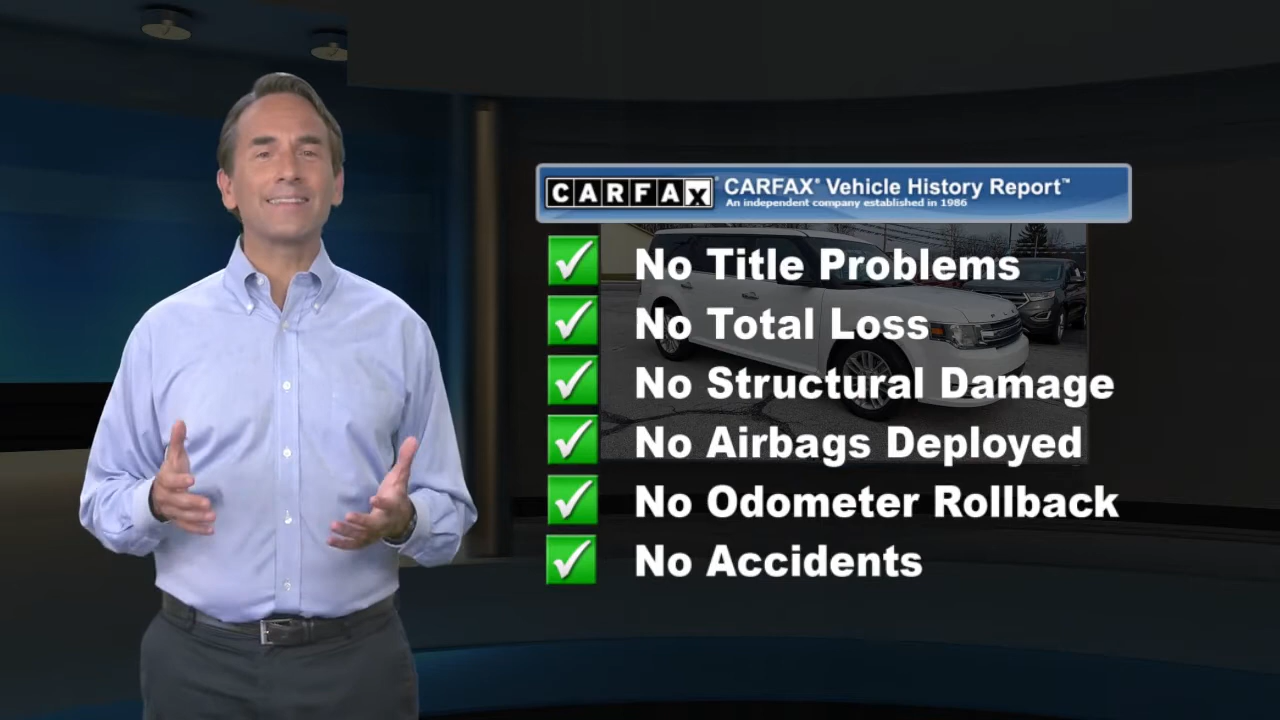 CARFAX
CARFAX® Vehicle History Report™
An independent company established in 1986
No Title Problems
No Total Loss
No Structural Damage
No Airbags Deployed
No Odometer Rollback
No Accidents